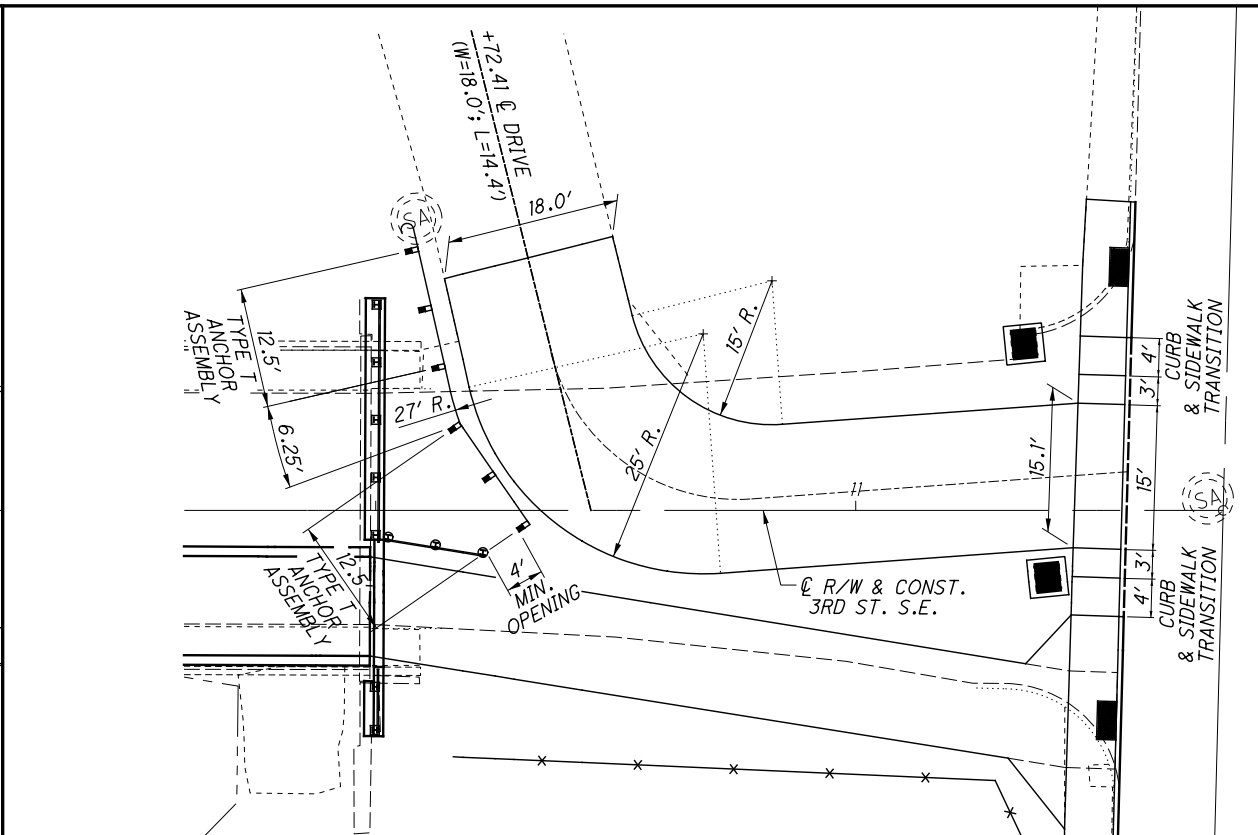 +72.41 ℄ DRIVE
(W=18.0'; L=14.4')
18.0'
SA
12.5'
TYPE T
ANCHOR
ASSEMBLY
6.25'
27' R.
15' R.
25' R.
15.1'
11
4'
3'
15'
3'
4'
CURB
& SIDEWALK
TRANSITION
SA
CURB
& SIDEWALK
TRANSITION
12.5'
TYPE T
ANCHOR
ASSEMBLY
4'
MIN.
OPENING
℄ R/W & CONST.
3RD ST. S.E.